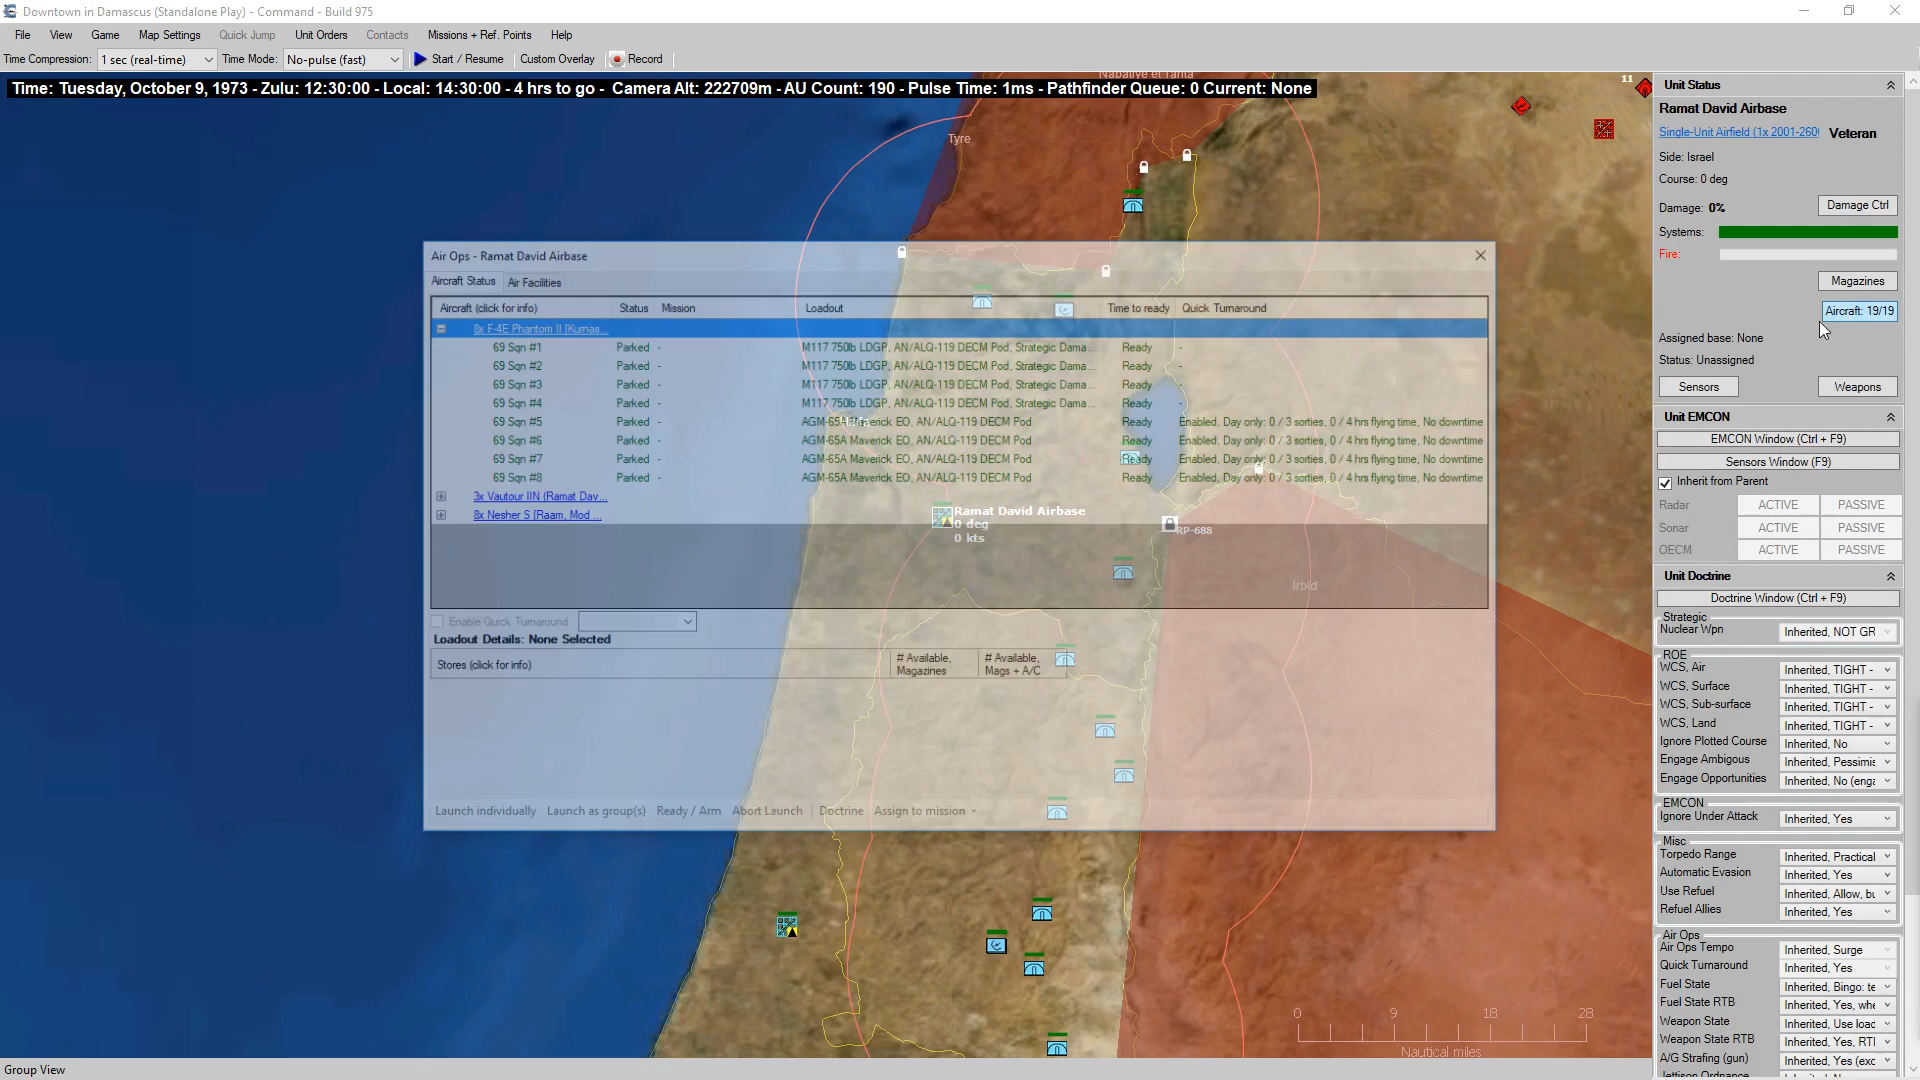 Downtown in Damascus (Standalone Play) - Command - Build 975
File View Game Map Settings Quick Jump Unit Orders Contacts Missions + Ref. Points Help
Time Compression: 1 sec (real-time) Time Mode: No-pulse (fast) Start / Resume Custom Overlay Record
Time: Tuesday, October 9, 1973 - Zulu: 12:30:00 - Local: 14:30:00 - 4 hrs to go - Camera Alt: 222709m - AU Count: 190 - Pulse Time: 1ms - Pathfinder Queue: 0 Current: None
Nabatiye et Tahta
11
Tyre
Air Ops - Ramat David Airbase
Aircraft Status Air Facilities
Aircraft (click for info) Status Mission Loadout Time to ready Quick Turnaround
8x F-4E Phantom II [Kurnas...
69 Sqn #1 Parked - M117 750lb LDGP, AN/ALQ-119 DECM Pod, Strategic Dama... Ready -
69 Sqn #2 Parked - M117 750lb LDGP, AN/ALQ-119 DECM Pod, Strategic Dama... Ready -
69 Sqn #3 Parked - M117 750lb LDGP, AN/ALQ-119 DECM Pod, Strategic Dama... Ready -
69 Sqn #4 Parked - M117 750lb LDGP, AN/ALQ-119 DECM Pod, Strategic Dama... Ready -
69 Sqn #5 Parked - AGM-65A Maverick EO, AN/ALQ-119 DECM Pod Ready Enabled, Day only: 0 / 3 sorties, 0 / 4 hrs flying time, No downtime
69 Sqn #6 Parked - AGM-65A Maverick EO, AN/ALQ-119 DECM Pod Ready Enabled, Day only: 0 / 3 sorties, 0 / 4 hrs flying time, No downtime
69 Sqn #7 Parked - AGM-65A Maverick EO, AN/ALQ-119 DECM Pod Ready Enabled, Day only: 0 / 3 sorties, 0 / 4 hrs flying time, No downtime
69 Sqn #8 Parked - AGM-65A Maverick EO, AN/ALQ-119 DECM Pod Ready Enabled, Day only: 0 / 3 sorties, 0 / 4 hrs flying time, No downtime
3x Vautour IIN (Ramat Dav...
8x Nesher S [Raam, Mod ...
Haifa
Ramat David Airbase
0 deg
0 kts
RP-688
Irbid
Enable Quick Turnaround
Loadout Details: None Selected
Stores (click for info) # Available, Magazines # Available, Mags + A/C
Launch individually Launch as group(s) Ready / Arm Abort Launch Doctrine Assign to mission
0 9 18 28
Nautical miles
Group View
Unit Status
Ramat David Airbase
Single-Unit Airfield (1x 2001-260 Veteran
Side: Israel
Course: 0 deg
Damage: 0% Damage Ctrl
Systems:
Fire:
Magazines
Aircraft: 19/19
Assigned base: None
Status: Unassigned
Sensors Weapons
Unit EMCON
EMCON Window (Ctrl + F9)
Sensors Window (F9)
Inherit from Parent
Radar ACTIVE PASSIVE
Sonar ACTIVE PASSIVE
OECM ACTIVE PASSIVE
Unit Doctrine
Doctrine Window (Ctrl + F9)
Strategic
Nuclear Wpn Inherited, NOT GR
ROE
WCS, Air Inherited, TIGHT -
WCS, Surface Inherited, TIGHT -
WCS, Sub-surface Inherited, TIGHT -
WCS, Land Inherited, TIGHT -
Ignore Plotted Course Inherited, No
Engage Ambiguous Inherited, Pessimis
Engage Opportunities Inherited, No (enga
EMCON
Ignore Under Attack Inherited, Yes
Misc
Torpedo Range Inherited, Practical
Automatic Evasion Inherited, Yes
Use Refuel Inherited, Allow, bu
Refuel Allies Inherited, Yes
Air Ops
Air Ops Tempo Inherited, Surge
Quick Turnaround Inherited, Yes
Fuel State Inherited, Bingo: te
Fuel State RTB Inherited, Yes, whe
Weapon State Inherited, Use load
Weapon State RTB Inherited, Yes, RTI
A/G Strafing (gun) Inherited, Yes (exc
Jettison Ordnance